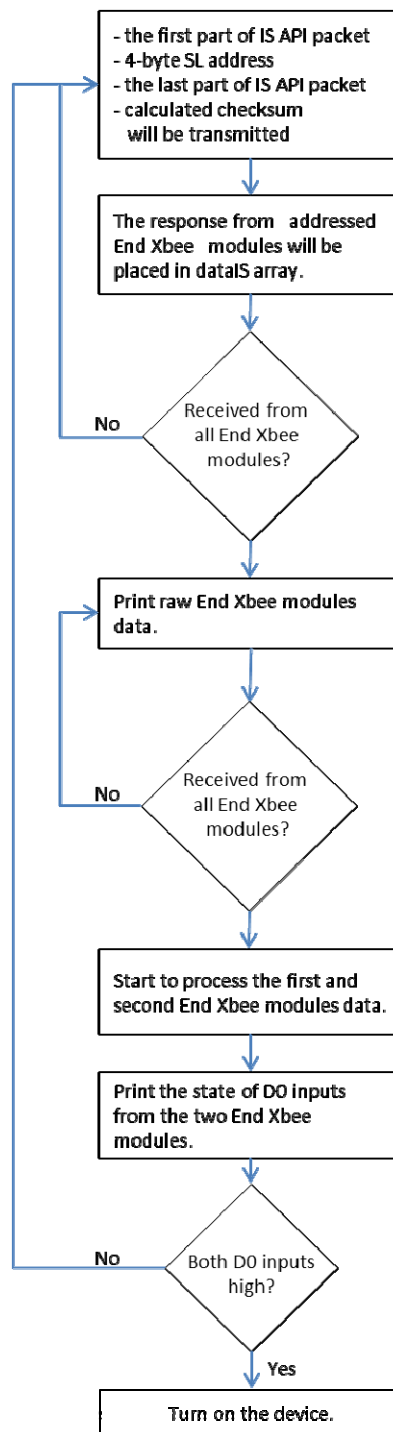 - the first part of IS API packet
- 4-byte SL address
- the last part of IS API packet
- calculated checksum
will be transmitted
The response from addressed
End Xbee modules will be
placed in dataIS array.
Received from
all End Xbee
modules?
No
Print raw End Xbee modules
data.
Received from
all End Xbee
modules?
No
Start to process the first and
second End Xbee modules data.
Print the state of D0 inputs
from the two End Xbee
modules.
Both D0 inputs
high?
No
Yes
Turn on the device.